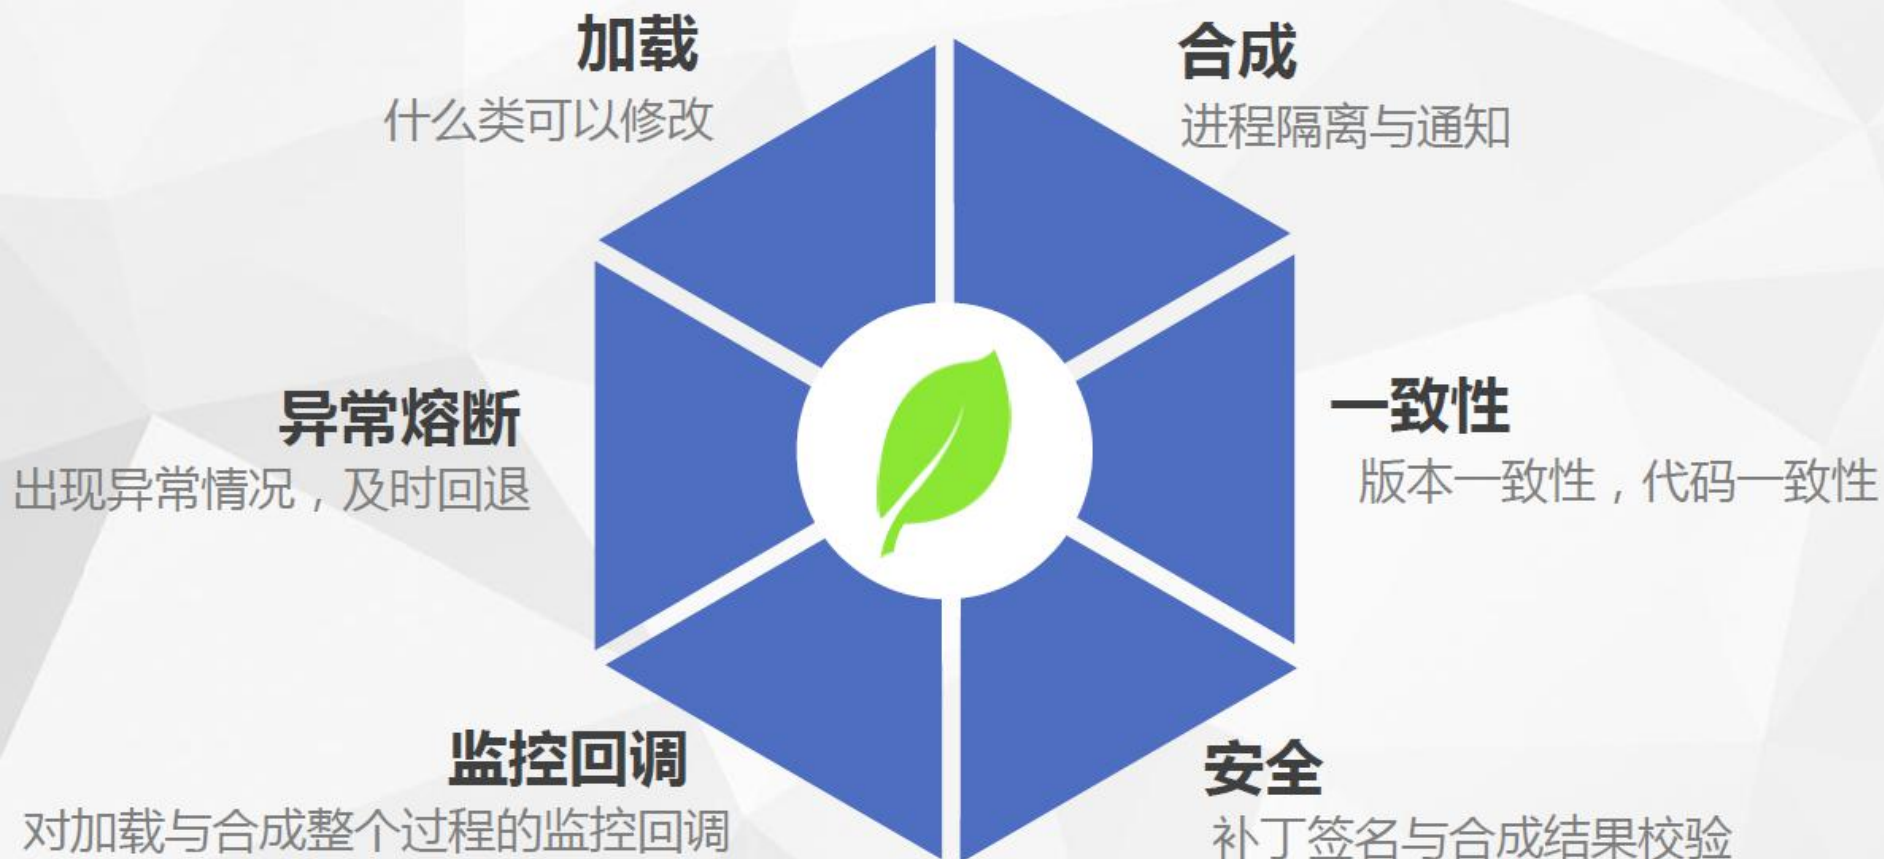 加载
什么类可以修改
合成
进程隔离与通知
异常熔断
出现异常情况，及时回退
一致性
版本一致性，代码一致性
监控回调
对加载与合成整个过程的监控回调
安全
补丁签名与合成结果校验